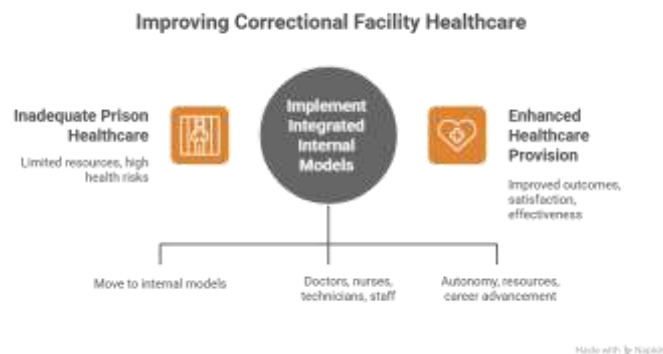 Improving Correctional Facility Healthcare
Inadequate Prison
Healthcare
Limited resources, high
health risks
Implement
Integrated
Internal
Models
Enhanced
Healthcare
Provision
Improved outcomes,
satisfaction,
effectiveness
Move to internal models
Doctors, nurses,
technicians, staff
Autonomy, resources,
career advancement
Made with Napkin